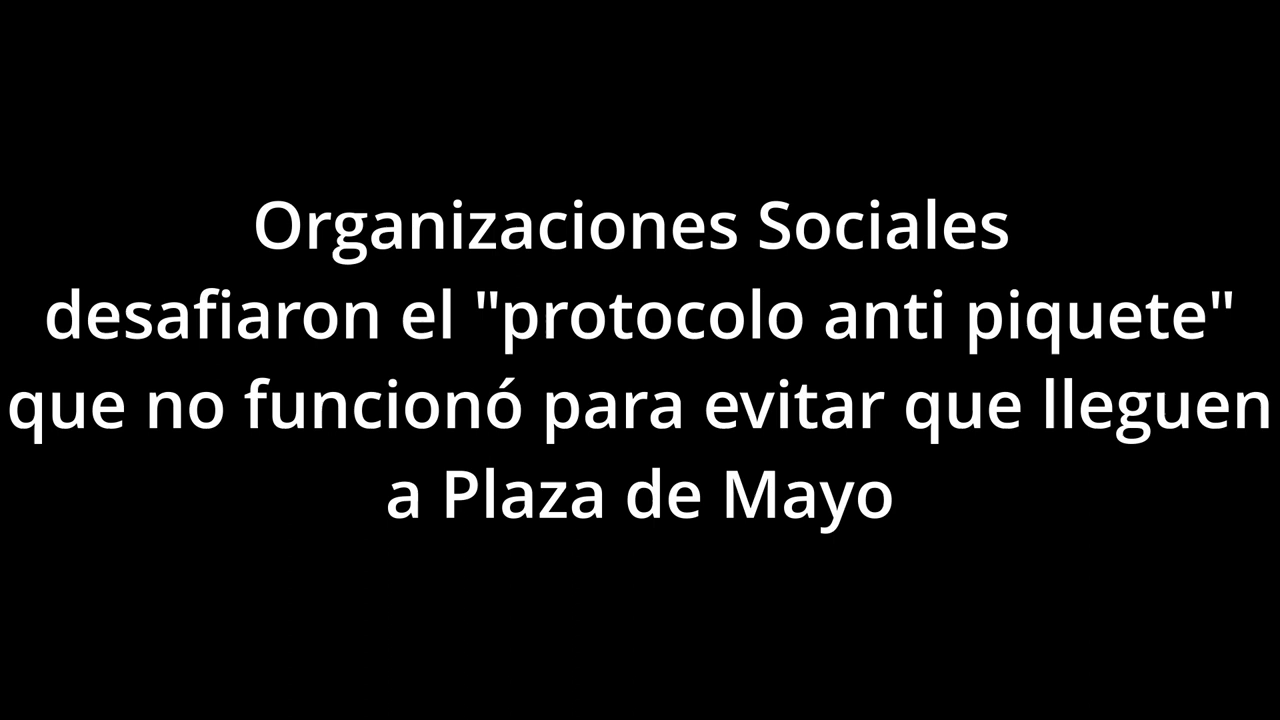 Organizaciones Sociales
desafiaron el "protocolo anti piquete"
que no funcionó para evitar que lleguen
a Plaza de Mayo